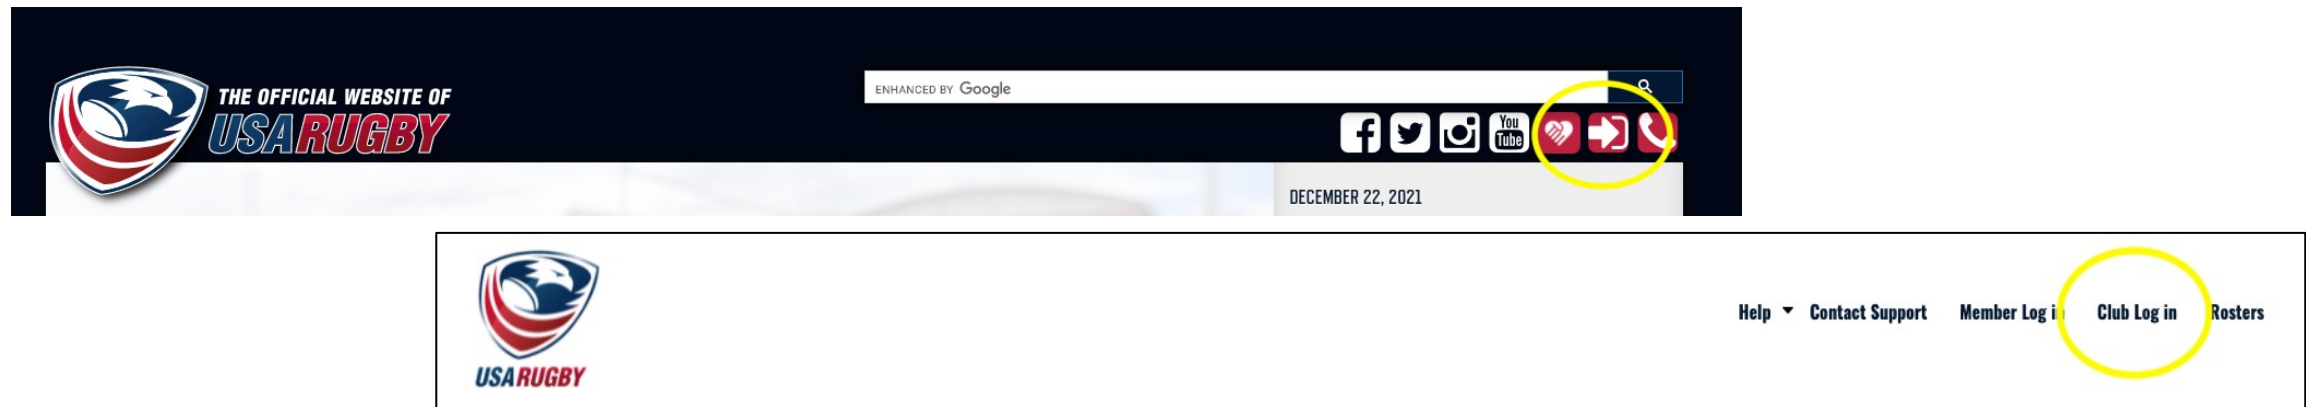 THE OFFICIAL WEBSITE OF
USA RUGBY
ENHANCED BY Google
You
Tube
DECEMBER 22, 2021
USA RUGBY
Help Contact Support Member Log in Club Log in Rosters